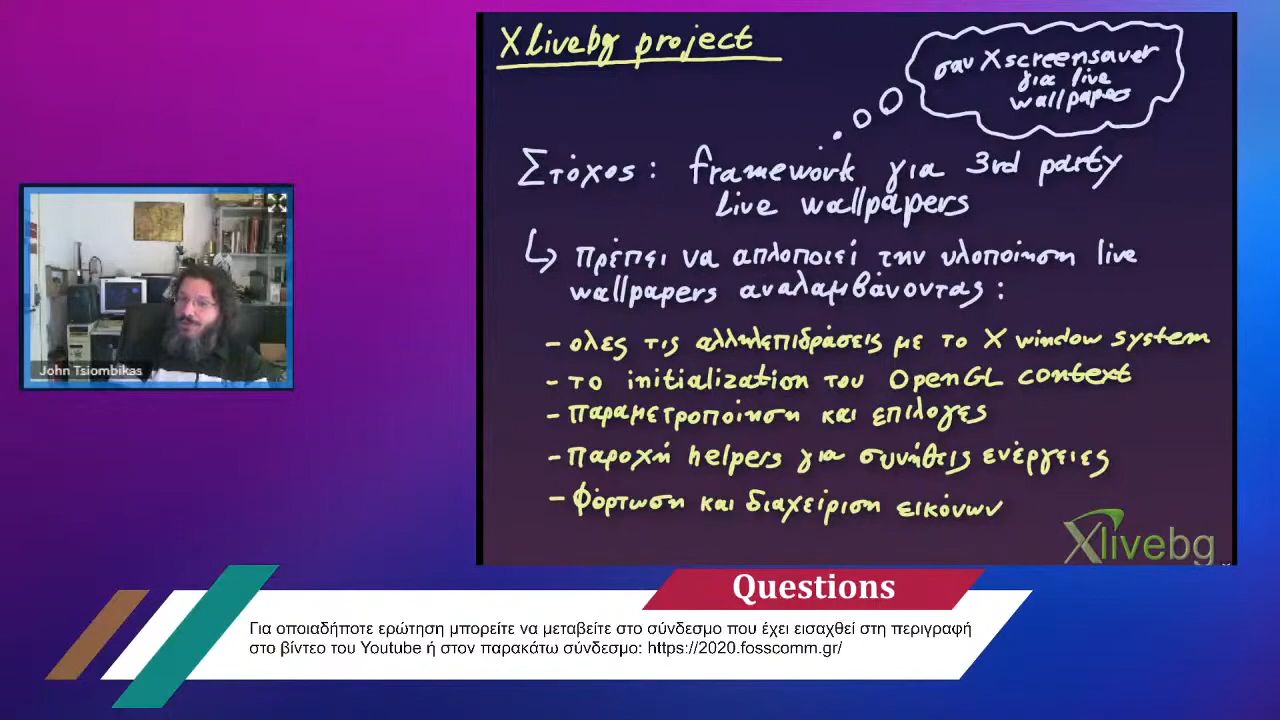 Xlivebg project
σαν Xscreensaver
για live
wallpapers
Στόχος: framework για 3rd party
live wallpapers
↳ πρέπει να απλοποιεί την υλοποίηση live
wallpapers αναλαμβάνοντας:
- ολες τις αλληλεπιδράσεις με το X window system
- το initialization του OpenGL context
- παραμετροποίηση και επιλογες
- παροχή helpers για συνήθεις ενέργειες
- φόρτωση και διαχείριση εικόνων
Xlivebg
John Tsiombikas
Questions
Για οποιαδήποτε ερώτηση μπορείτε να μεταβείτε στο σύνδεσμο που έχει εισαχθεί στη περιγραφή
στο βίντεο του Youtube ή στον παρακάτω σύνδεσμο: https://2020.fosscomm.gr/